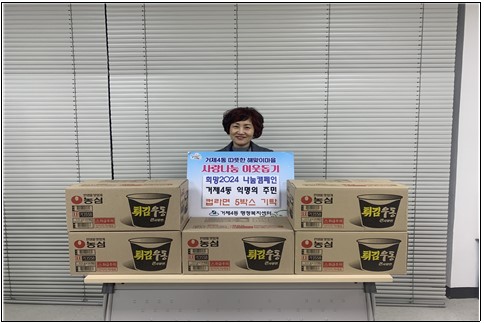 거제4동 따뜻한 해맞이마을
사랑나눔 이웃돕기
희망2024 나눔캠페인
거제4동 익명의 주민
컵라면 5박스 기탁
거제4동 행정복지센터
농심
튀김우동
농심
튀김우동
농심
튀김우동
농심
튀김우동
농심
튀김우동